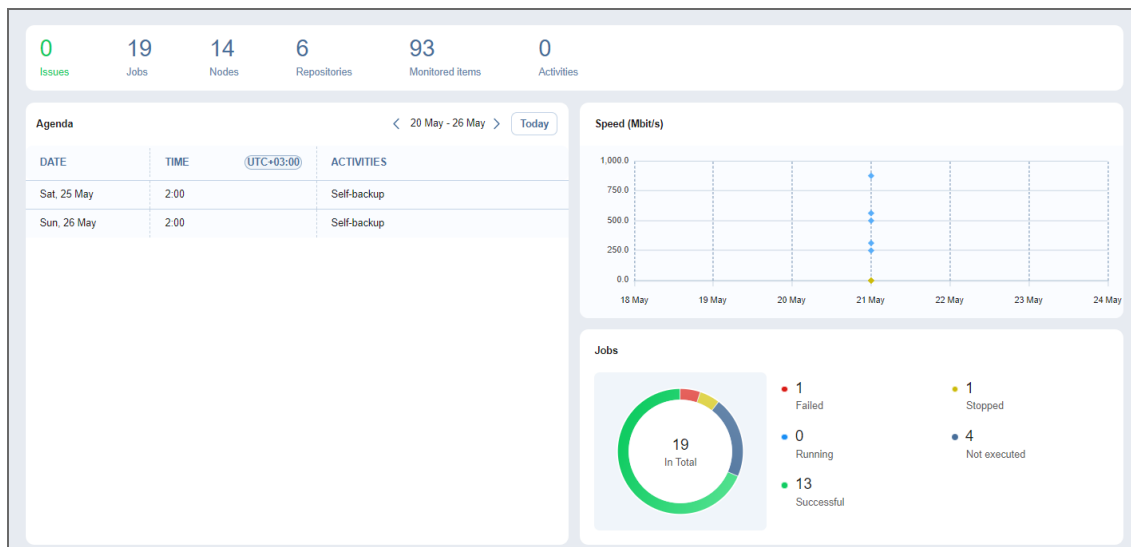 0 19 14 6 93 0
Issues Jobs Nodes Repositories Monitored items Activities
Agenda 20 May - 26 May Today
DATE TIME UTC+03:00 ACTIVITIES
Sat, 25 May 2:00 Self-backup
Sun, 26 May 2:00 Self-backup
Speed (Mbit/s)
1,000.0
750.0
500.0
250.0
0.0
18 May 19 May 20 May 21 May 22 May 23 May 24 May
Jobs
19
In Total
1
Failed
1
Stopped
0
Running
4
Not executed
13
Successful